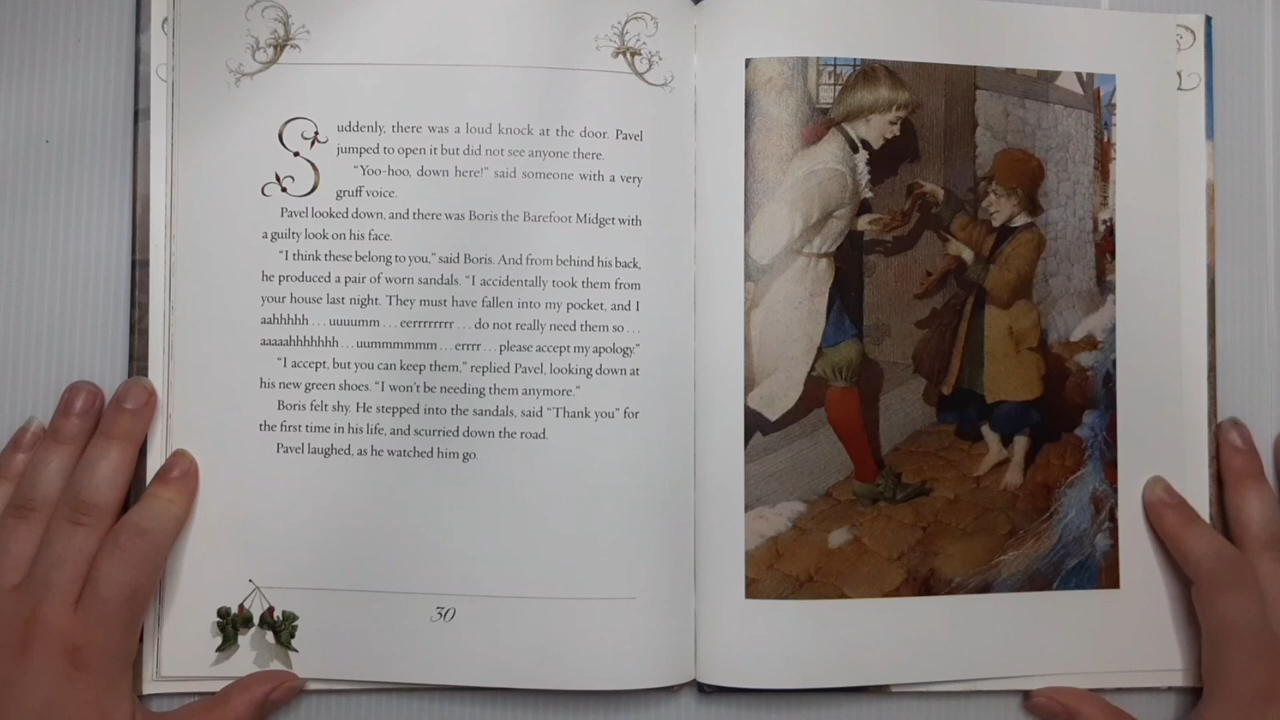 Suddenly, there was a loud knock at the door. Pavel
jumped to open it but did not see anyone there.
“Yoo-hoo, down here!” said someone with a very
gruff voice.
Pavel looked down, and there was Boris the Barefoot Midget with
a guilty look on his face.
“I think these belong to you,” said Boris. And from behind his back,
he produced a pair of worn sandals. “I accidentally took them from
your house last night. They must have fallen into my pocket, and I
aahhhhh . . . uuuumm . . . eerrrrrrrr . . . do not really need them so . . .
aaaaahhhhhhh . . . uummmmmm . . . errrr . . . please accept my apology.”
“I accept, but you can keep them,” replied Pavel, looking down at
his new green shoes. “I won’t be needing them anymore.”
Boris felt shy. He stepped into the sandals, said “Thank you” for
the first time in his life, and scurried down the road.
Pavel laughed, as he watched him go.
30